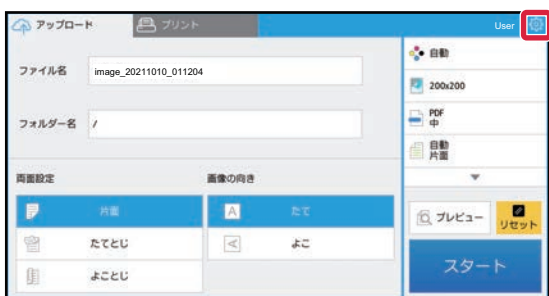 アップロード
プリント
User
ファイル名
image_20211010_011204
フォルダー名
/
両面設定
片面
たてとじ
よことじ
画像の向き
A
たて
A
よこ
自動
200x200
PDF
中
自動
片面
プレビュー
リセット
スタート